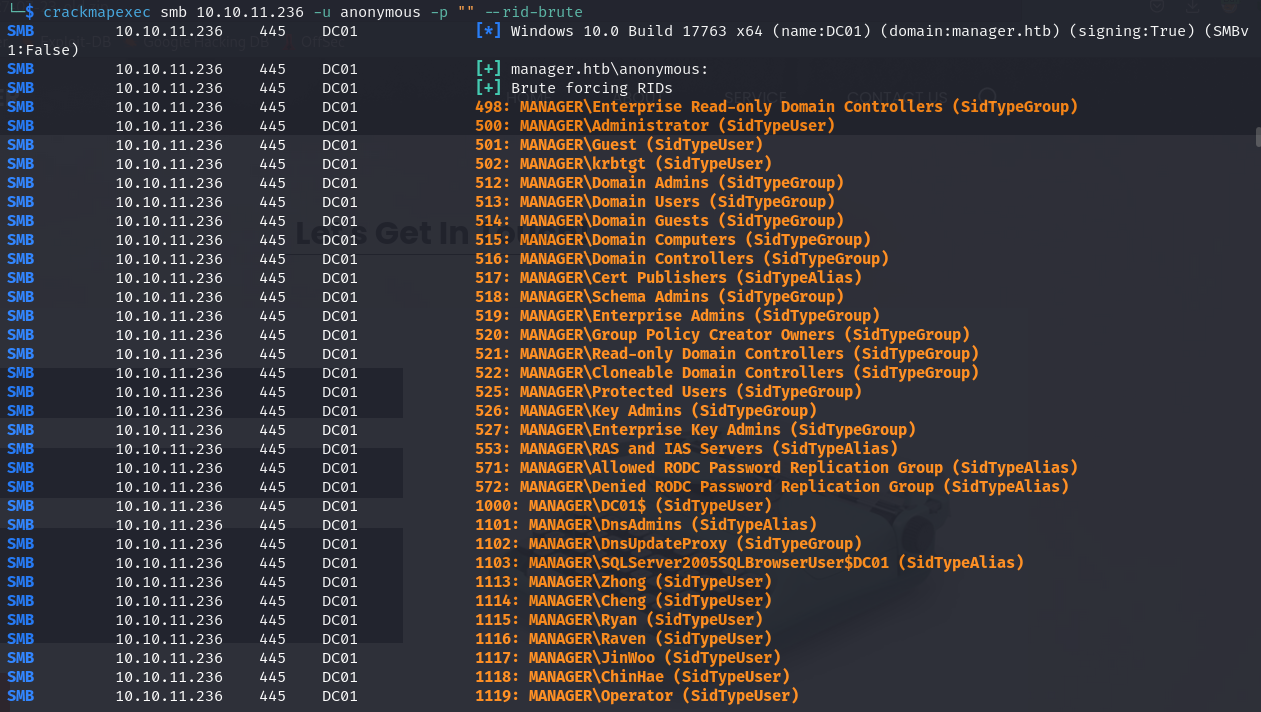 └─$ crackmapexec smb 10.10.11.236 -u anonymous -p "" --rid-brute
SMB 10.10.11.236 445 DC01 [*] Windows 10.0 Build 17763 x64 (name:DC01) (domain:manager.htb) (signing:True) (SMBv
1:False)
SMB 10.10.11.236 445 DC01 [+] manager.htb\anonymous:
SMB 10.10.11.236 445 DC01 [+] Brute forcing RIDs
SMB 10.10.11.236 445 DC01 498: MANAGER\Enterprise Read-only Domain Controllers (SidTypeGroup)
SMB 10.10.11.236 445 DC01 500: MANAGER\Administrator (SidTypeUser)
SMB 10.10.11.236 445 DC01 501: MANAGER\Guest (SidTypeUser)
SMB 10.10.11.236 445 DC01 502: MANAGER\krbtgt (SidTypeUser)
SMB 10.10.11.236 445 DC01 512: MANAGER\Domain Admins (SidTypeGroup)
SMB 10.10.11.236 445 DC01 513: MANAGER\Domain Users (SidTypeGroup)
SMB 10.10.11.236 445 DC01 514: MANAGER\Domain Guests (SidTypeGroup)
SMB 10.10.11.236 445 DC01 515: MANAGER\Domain Computers (SidTypeGroup)
SMB 10.10.11.236 445 DC01 516: MANAGER\Domain Controllers (SidTypeGroup)
SMB 10.10.11.236 445 DC01 517: MANAGER\Cert Publishers (SidTypeAlias)
SMB 10.10.11.236 445 DC01 518: MANAGER\Schema Admins (SidTypeGroup)
SMB 10.10.11.236 445 DC01 519: MANAGER\Enterprise Admins (SidTypeGroup)
SMB 10.10.11.236 445 DC01 520: MANAGER\Group Policy Creator Owners (SidTypeGroup)
SMB 10.10.11.236 445 DC01 521: MANAGER\Read-only Domain Controllers (SidTypeGroup)
SMB 10.10.11.236 445 DC01 522: MANAGER\Cloneable Domain Controllers (SidTypeGroup)
SMB 10.10.11.236 445 DC01 525: MANAGER\Protected Users (SidTypeGroup)
SMB 10.10.11.236 445 DC01 526: MANAGER\Key Admins (SidTypeGroup)
SMB 10.10.11.236 445 DC01 527: MANAGER\Enterprise Key Admins (SidTypeGroup)
SMB 10.10.11.236 445 DC01 553: MANAGER\RAS and IAS Servers (SidTypeAlias)
SMB 10.10.11.236 445 DC01 571: MANAGER\Allowed RODC Password Replication Group (SidTypeAlias)
SMB 10.10.11.236 445 DC01 572: MANAGER\Denied RODC Password Replication Group (SidTypeAlias)
SMB 10.10.11.236 445 DC01 1000: MANAGER\DC01$ (SidTypeUser)
SMB 10.10.11.236 445 DC01 1101: MANAGER\DnsAdmins (SidTypeAlias)
SMB 10.10.11.236 445 DC01 1102: MANAGER\DnsUpdateProxy (SidTypeGroup)
SMB 10.10.11.236 445 DC01 1103: MANAGER\SQLServer2005SQLBrowserUser$DC01 (SidTypeAlias)
SMB 10.10.11.236 445 DC01 1113: MANAGER\Zhong (SidTypeUser)
SMB 10.10.11.236 445 DC01 1114: MANAGER\Cheng (SidTypeUser)
SMB 10.10.11.236 445 DC01 1115: MANAGER\Ryan (SidTypeUser)
SMB 10.10.11.236 445 DC01 1116: MANAGER\Raven (SidTypeUser)
SMB 10.10.11.236 445 DC01 1117: MANAGER\JinWoo (SidTypeUser)
SMB 10.10.11.236 445 DC01 1118: MANAGER\ChinHae (SidTypeUser)
SMB 10.10.11.236 445 DC01 1119: MANAGER\Operator (SidTypeUser)